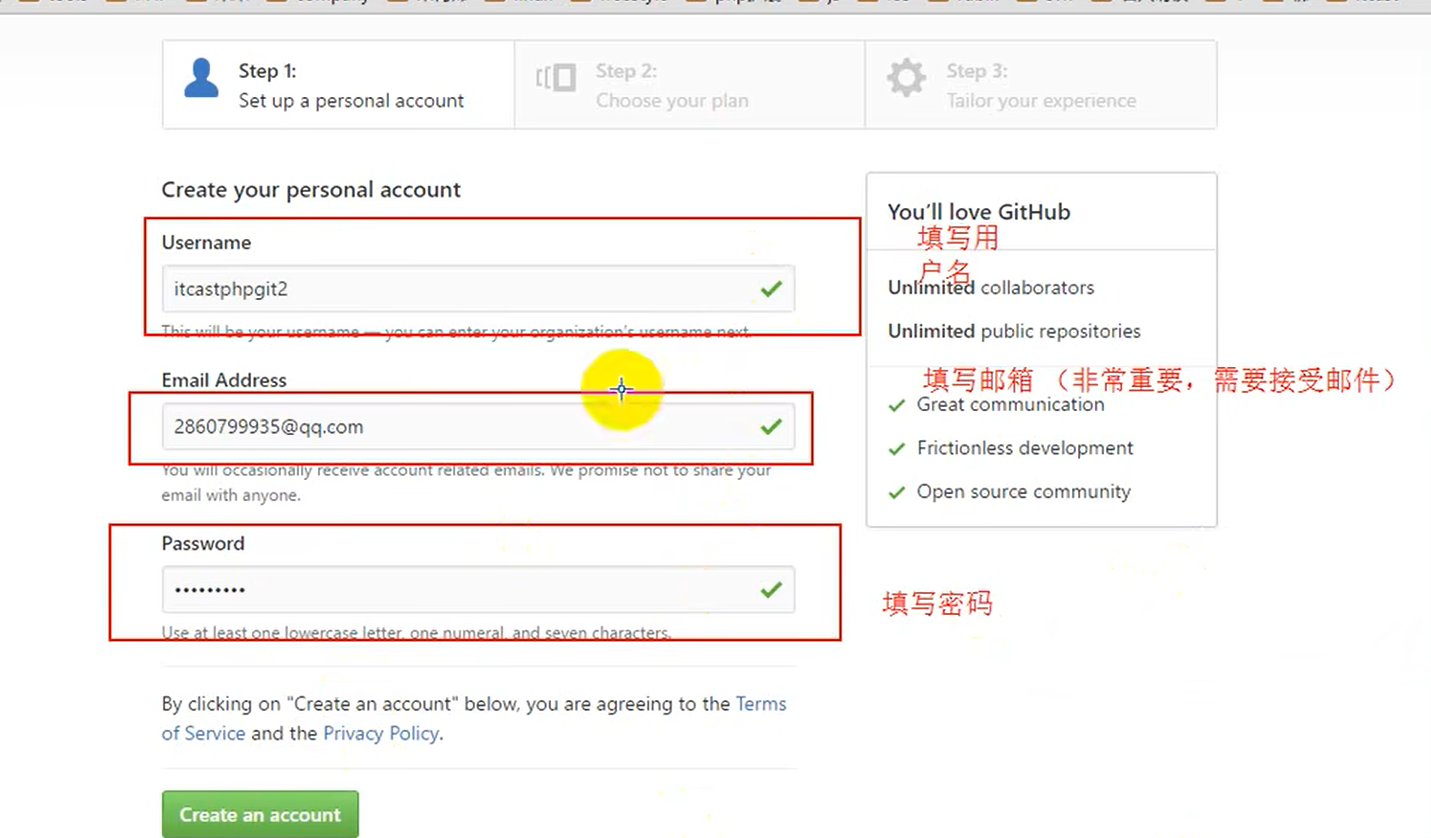 Step 1:
Set up a personal account
Step 2:
Choose your plan
Step 3:
Tailor your experience
Create your personal account
Username
itcastphpgit2
This will be your username — you can enter your organization's username next.
Email Address
2860799935@qq.com
You will occasionally receive account related emails. We promise not to share your
email with anyone.
Password
•••••••••
Use at least one lowercase letter, one numeral, and seven characters.
By clicking on "Create an account" below, you are agreeing to the Terms
of Service and the Privacy Policy.
Create an account
You'll love GitHub
填写用
户名
Unlimited collaborators
Unlimited public repositories
填写邮箱 （非常重要，需要接受邮件）
Great communication
Frictionless development
Open source community
填写密码